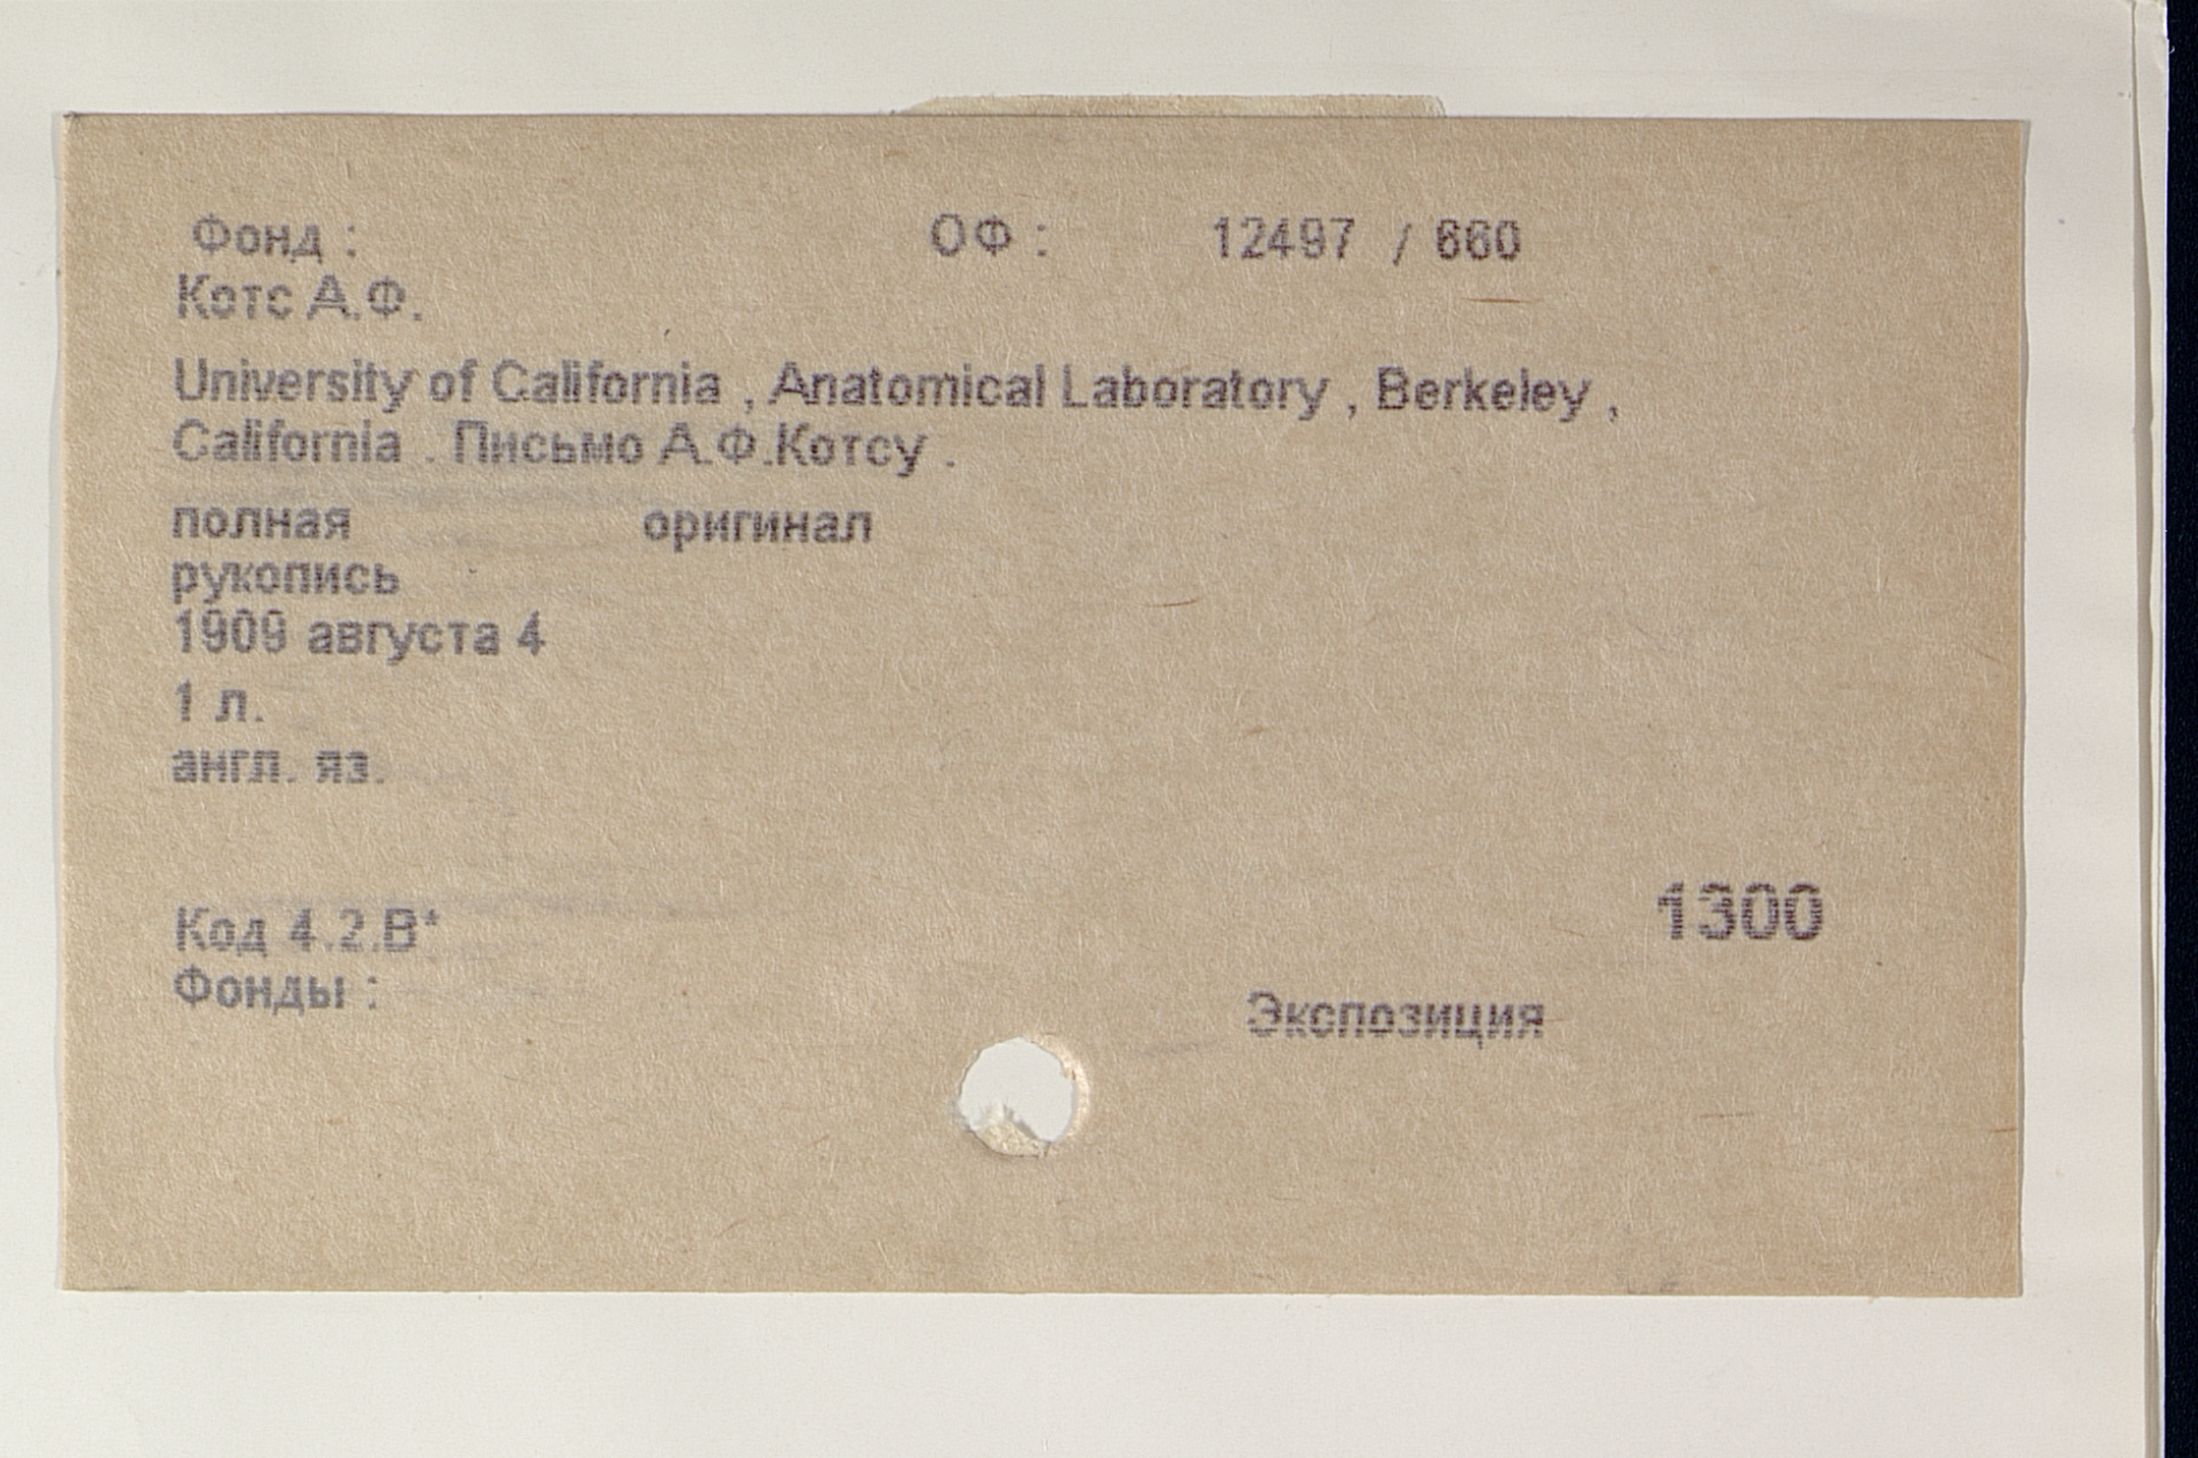 Фонд : ОФ : 12497 / 660
Котс А.Ф.
University of California , Anatomical Laboratory , Berkeley ,
California . Письмо А.Ф.Котсу .
полная оригинал
рукопись
1909 августа 4
1 л.
англ. яз.
1300
Код 4.2.В*
Фонды :
Экспозиция